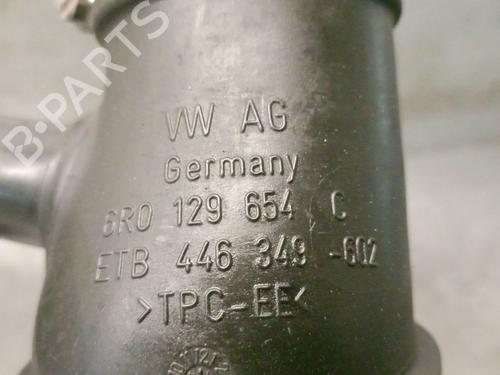 B-PARTS
VW AG
Germany
6R0 129 654 C
ETB 446 349 -602
>TPC-EE<